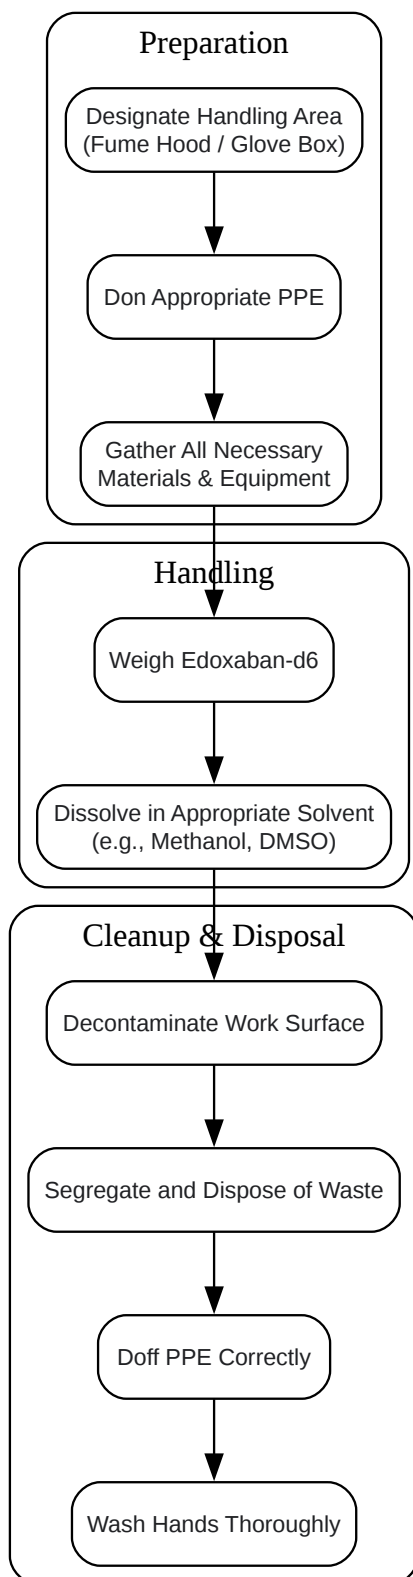 Preparation
Designate Handling Area
(Fume Hood / Glove Box)
Don Appropriate PPE
Gather All Necessary
Materials & Equipment
Handling
Weigh Edoxaban-d6
Dissolve in Appropriate Solvent
(e.g., Methanol, DMSO)
Cleanup & Disposal
Decontaminate Work Surface
Segregate and Dispose of Waste
Doff PPE Correctly
Wash Hands Thoroughly